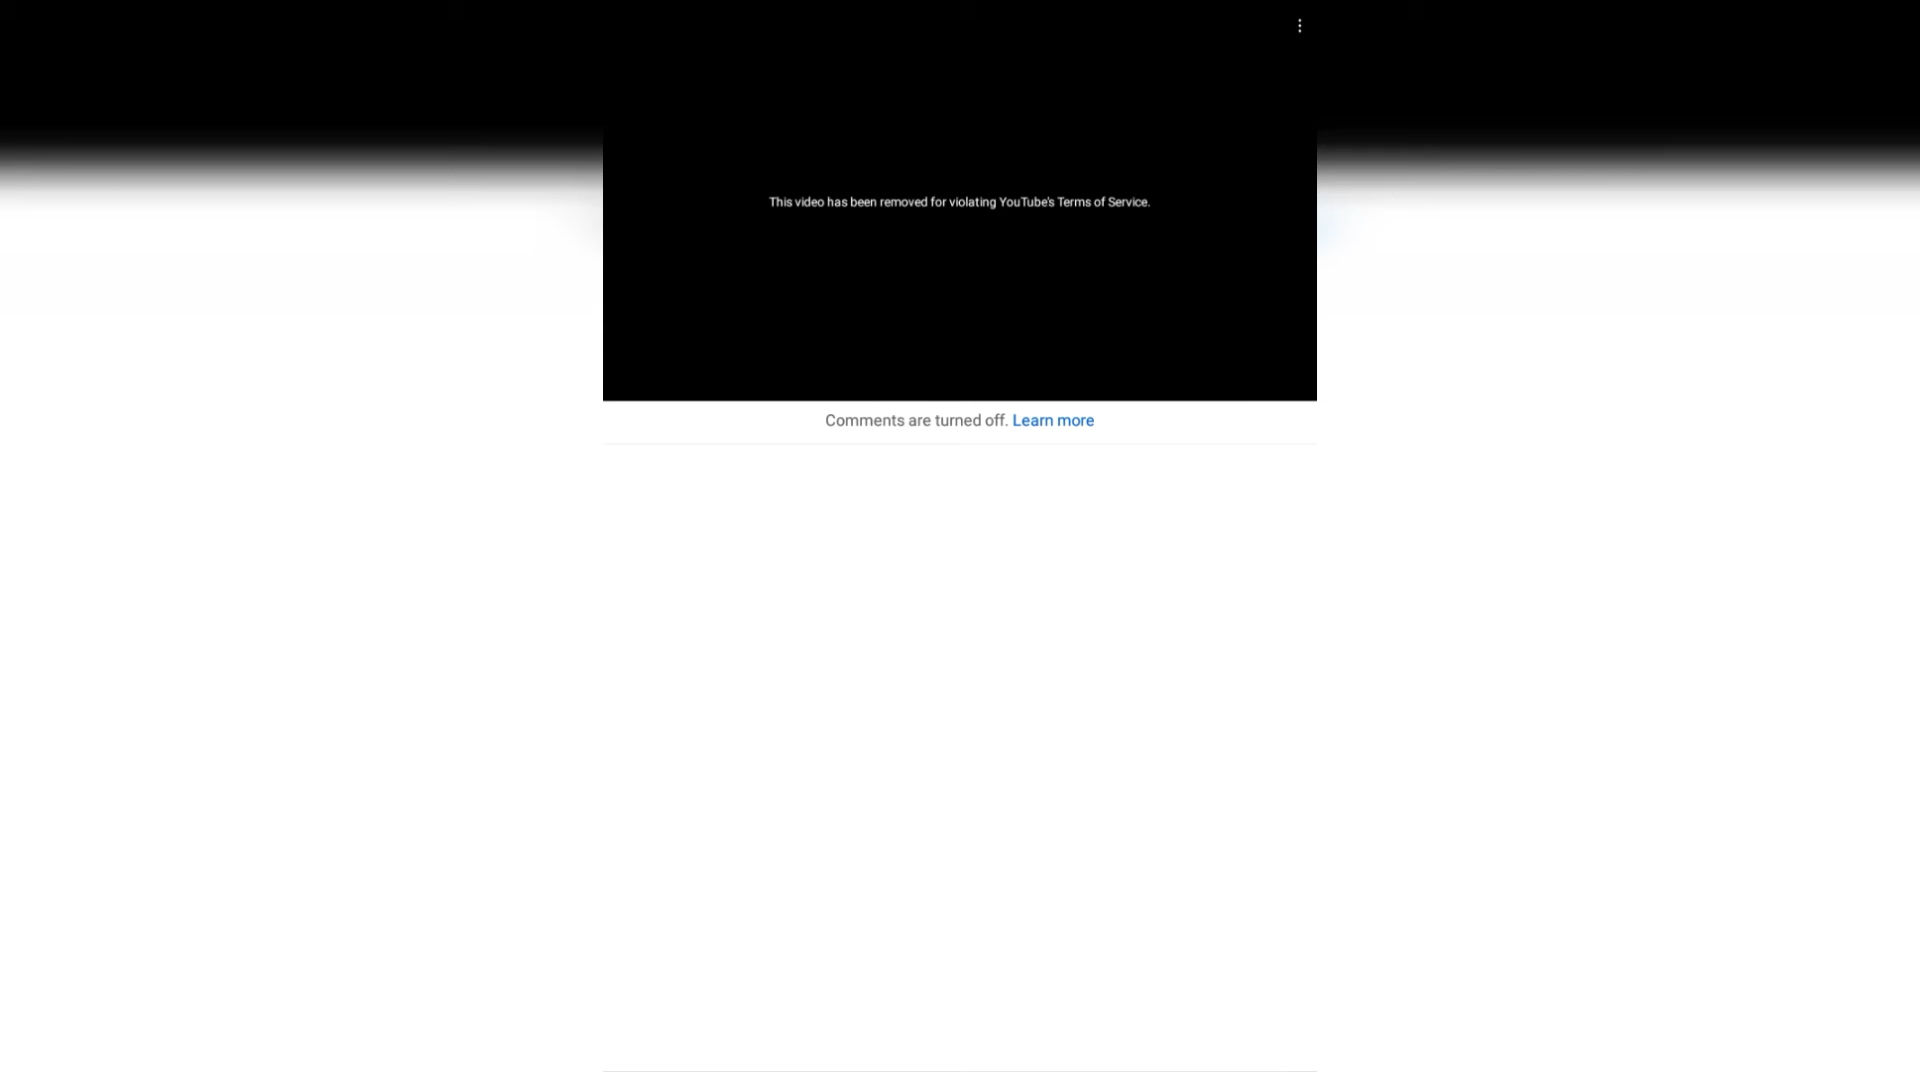 This video has been removed for violating YouTube's Terms of Service.
Comments are turned off. Learn more